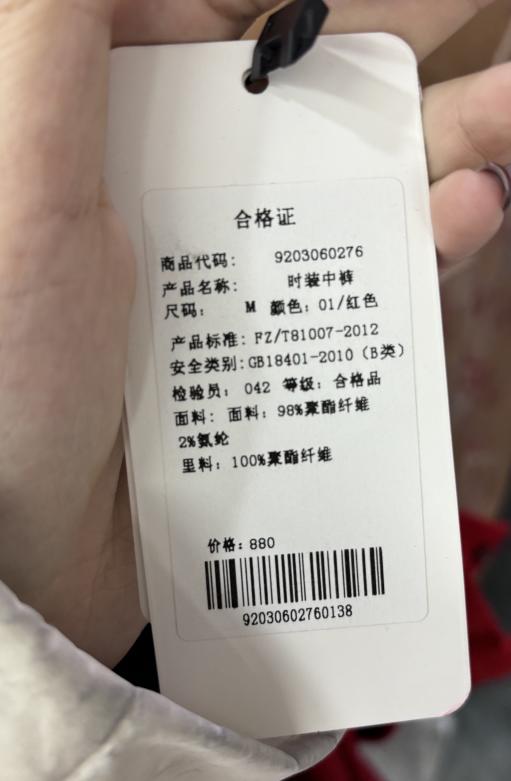 合格证
商品代码: 9203060276
产品名称: 时装中裤
尺码: M 颜色: 01/红色
产品标准: FZ/T81007-2012
安全类别: GB18401-2010 (B类)
检验员: 042 等级: 合格品
面料: 面料: 98%聚酯纤维
2%氨纶
里料: 100%聚酯纤维
价格: 880
92030602760138